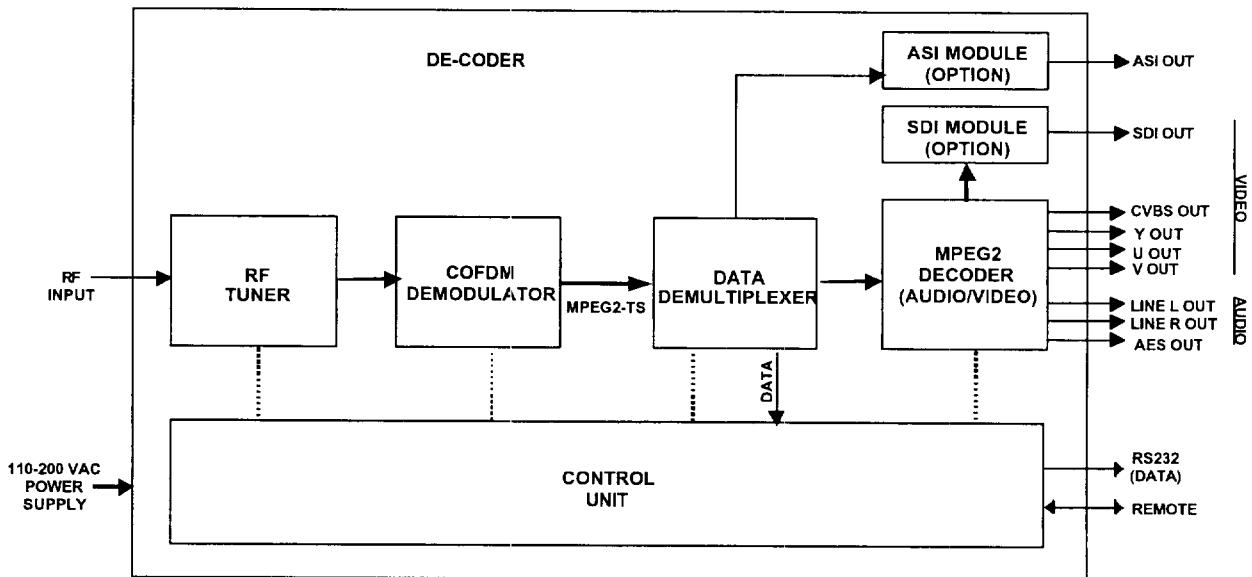 DE-CODER
ASI MODULE
(OPTION)
ASI OUT
SDI MODULE
(OPTION)
SDI OUT
VIDEO
RF
INPUT
RF
TUNER
COFDM
DEMODULATOR
MPEG2-TS
DATA
DEMULTIPLEXER
MPEG2
DECODER
(AUDIO/VIDEO)
CVBS OUT
Y OUT
U OUT
V OUT
LINE L OUT
LINE R OUT
AES OUT
AUDIO
DATA
110-200 VAC
POWER
SUPPLY
CONTROL
UNIT
RS232
(DATA)
REMOTE